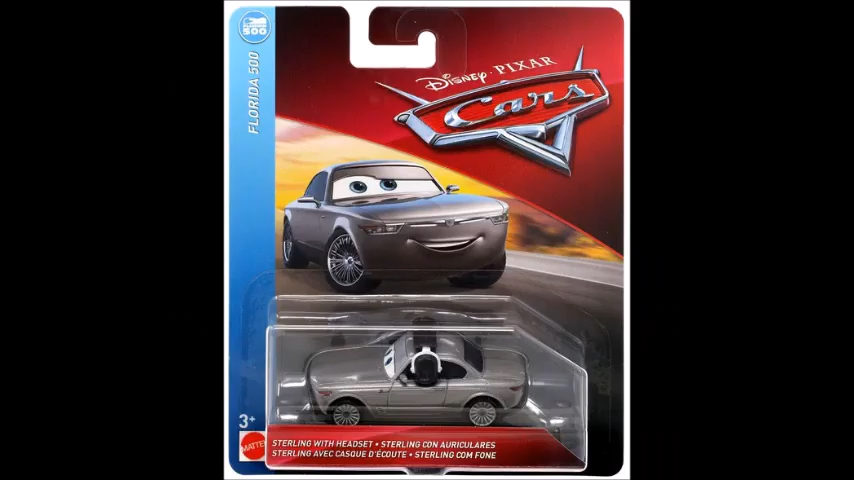 500
FLORIDA 500
Disney · PIXAR
Cars
3+
MATTEL
STERLING WITH HEADSET • STERLING CON AURICULARES
STERLING AVEC CASQUE D'ÉCOUTE • STERLING COM FONE